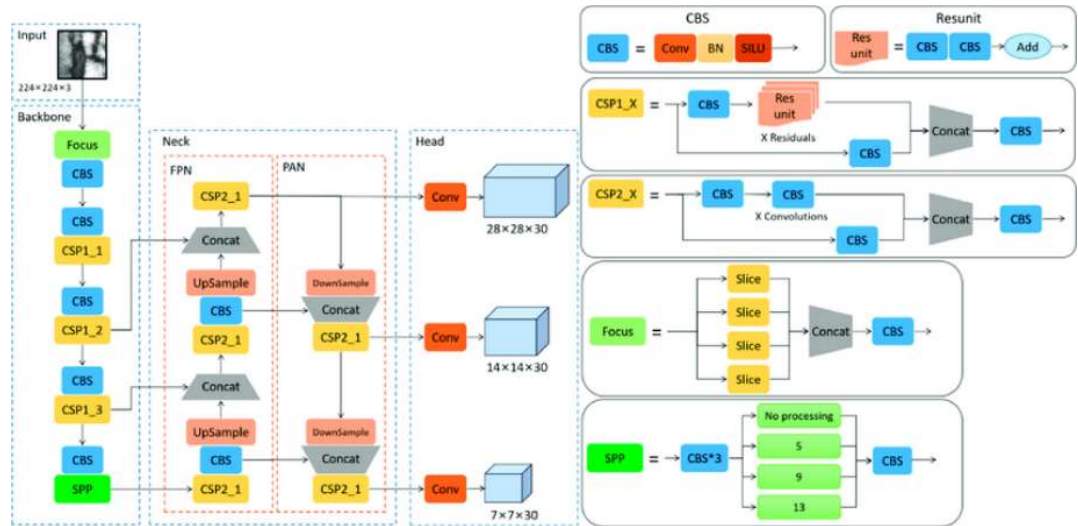 Input
224×224×3
Backbone
Focus
CBS
CBS
CSP1_1
CBS
CSP1_2
CBS
CSP1_3
CBS
SPP
Neck
FPN
CSP2_1
Concat
UpSample
CBS
CSP2_1
Concat
UpSample
CBS
CSP2_1
PAN
DownSample
Concat
CSP2_1
DownSample
Concat
CSP2_1
Head
Conv
28×28×30
Conv
14×14×30
Conv
7×7×30
CBS
CBS = Conv BN SILU
Resunit
Res unit = CBS CBS Add
CSP1_X = CBS Res unit
X Residuals
CBS
Concat CBS
CSP2_X = CBS CBS
X Convolutions
CBS
Concat CBS
Focus =
Slice
Slice
Slice
Slice
Concat CBS
SPP = CBS*3
No processing
5
9
13
CBS